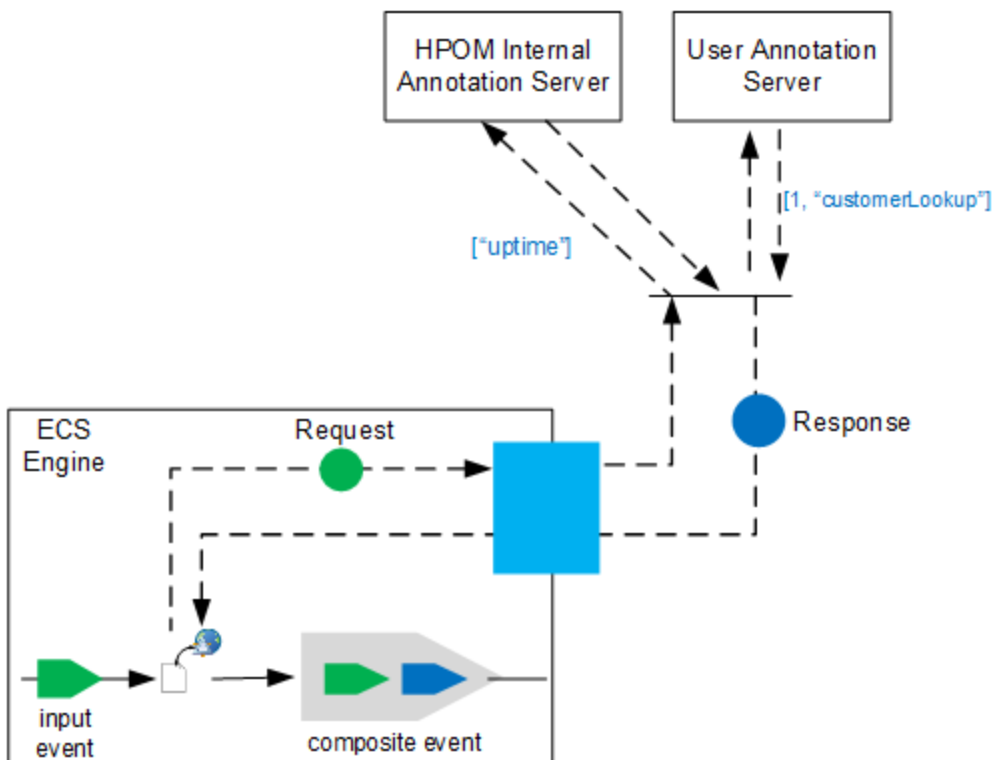 HPOM Internal
Annotation Server
User Annotation
Server
[1, “customerLookup”]
[“uptime”]
ECS
Engine
Request
Response
input
event
composite event